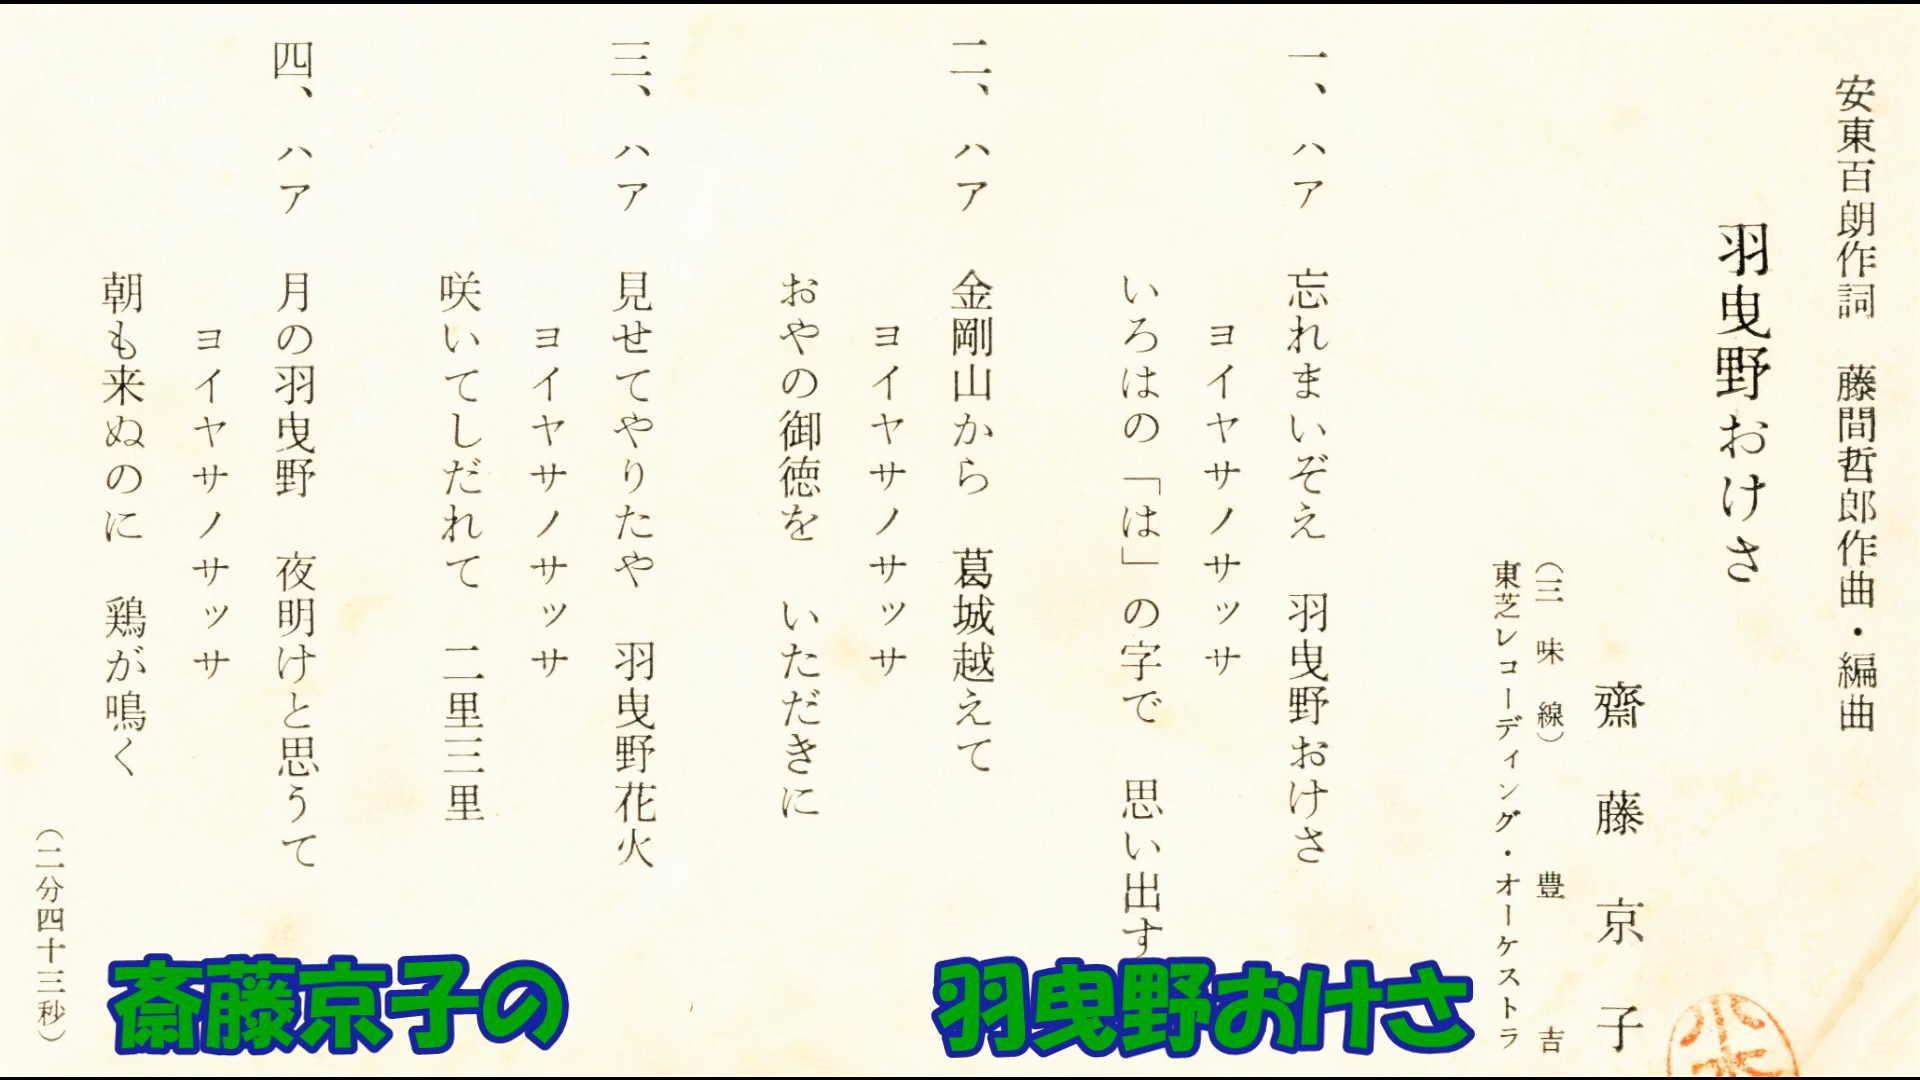 安東百朗作詞　藤間哲郎作曲・編曲
羽曳野おけさ
齋藤京子
（三味線）　豊吉
東芝レコーディング・オーケストラ
一、ハア　忘れまいぞえ　羽曳野おけさ
ヨイヤサノサッサ
いろはの「は」の字で　思い出す
二、ハア　金剛山から　葛城越えて
ヨイヤサノサッサ
おやの御徳を　いただきに
三、ハア　見せてやりたや　羽曳野花火
ヨイヤサノサッサ
咲いてしだれて　二里三里
四、ハア　月の羽曳野　夜明けと思うて
ヨイヤサノサッサ
朝も来ぬのに　鶏が鳴く
（二分四十三秒）
斎藤京子の　羽曳野おけさ